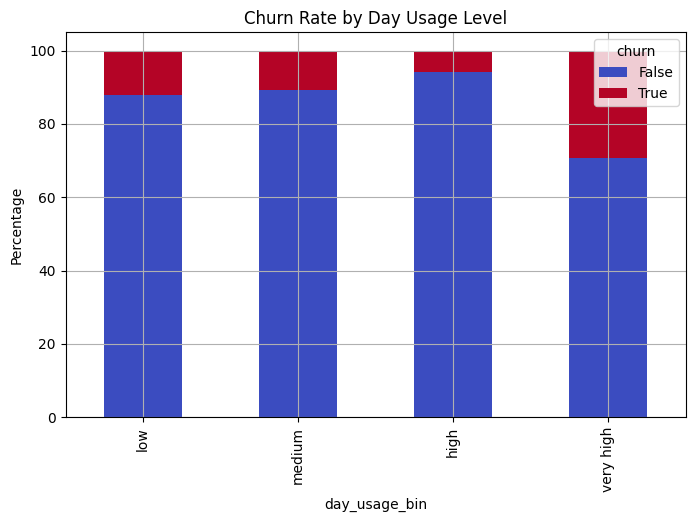 Churn Rate by Day Usage Level
churn
False
True
Percentage
100
80
60
40
20
0
low
medium
high
very high
day_usage_bin